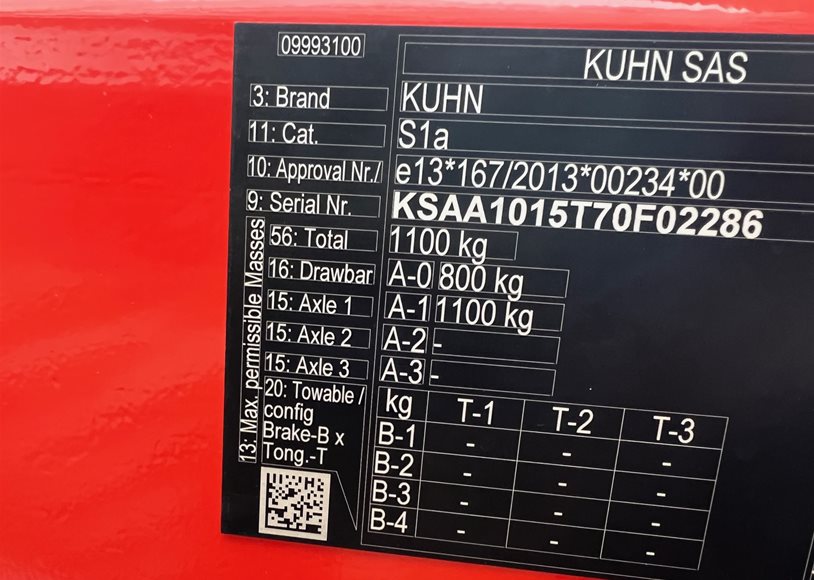 09993100
KUHN SAS
3: Brand KUHN
11: Cat. S1a
10: Approval Nr./ e13*167/2013*00234*00
9: Serial Nr. KSAA1015T70F02286
13: Max. permissible Masses
56: Total 1100 kg
16: Drawbar A-0 800 kg
15: Axle 1 A-1 1100 kg
15: Axle 2 A-2 -
15: Axle 3 A-3 -
20: Towable /
config
Brake-B x
Tong.-T
kg T-1 T-2 T-3
B-1 - - -
B-2 - - -
B-3 - - -
B-4 - - -